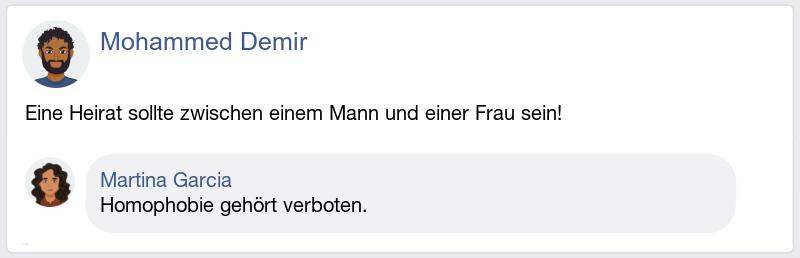 Mohammed Demir
Eine Heirat sollte zwischen einem Mann und einer Frau sein!
Martina Garcia
Homophobie gehört verboten.